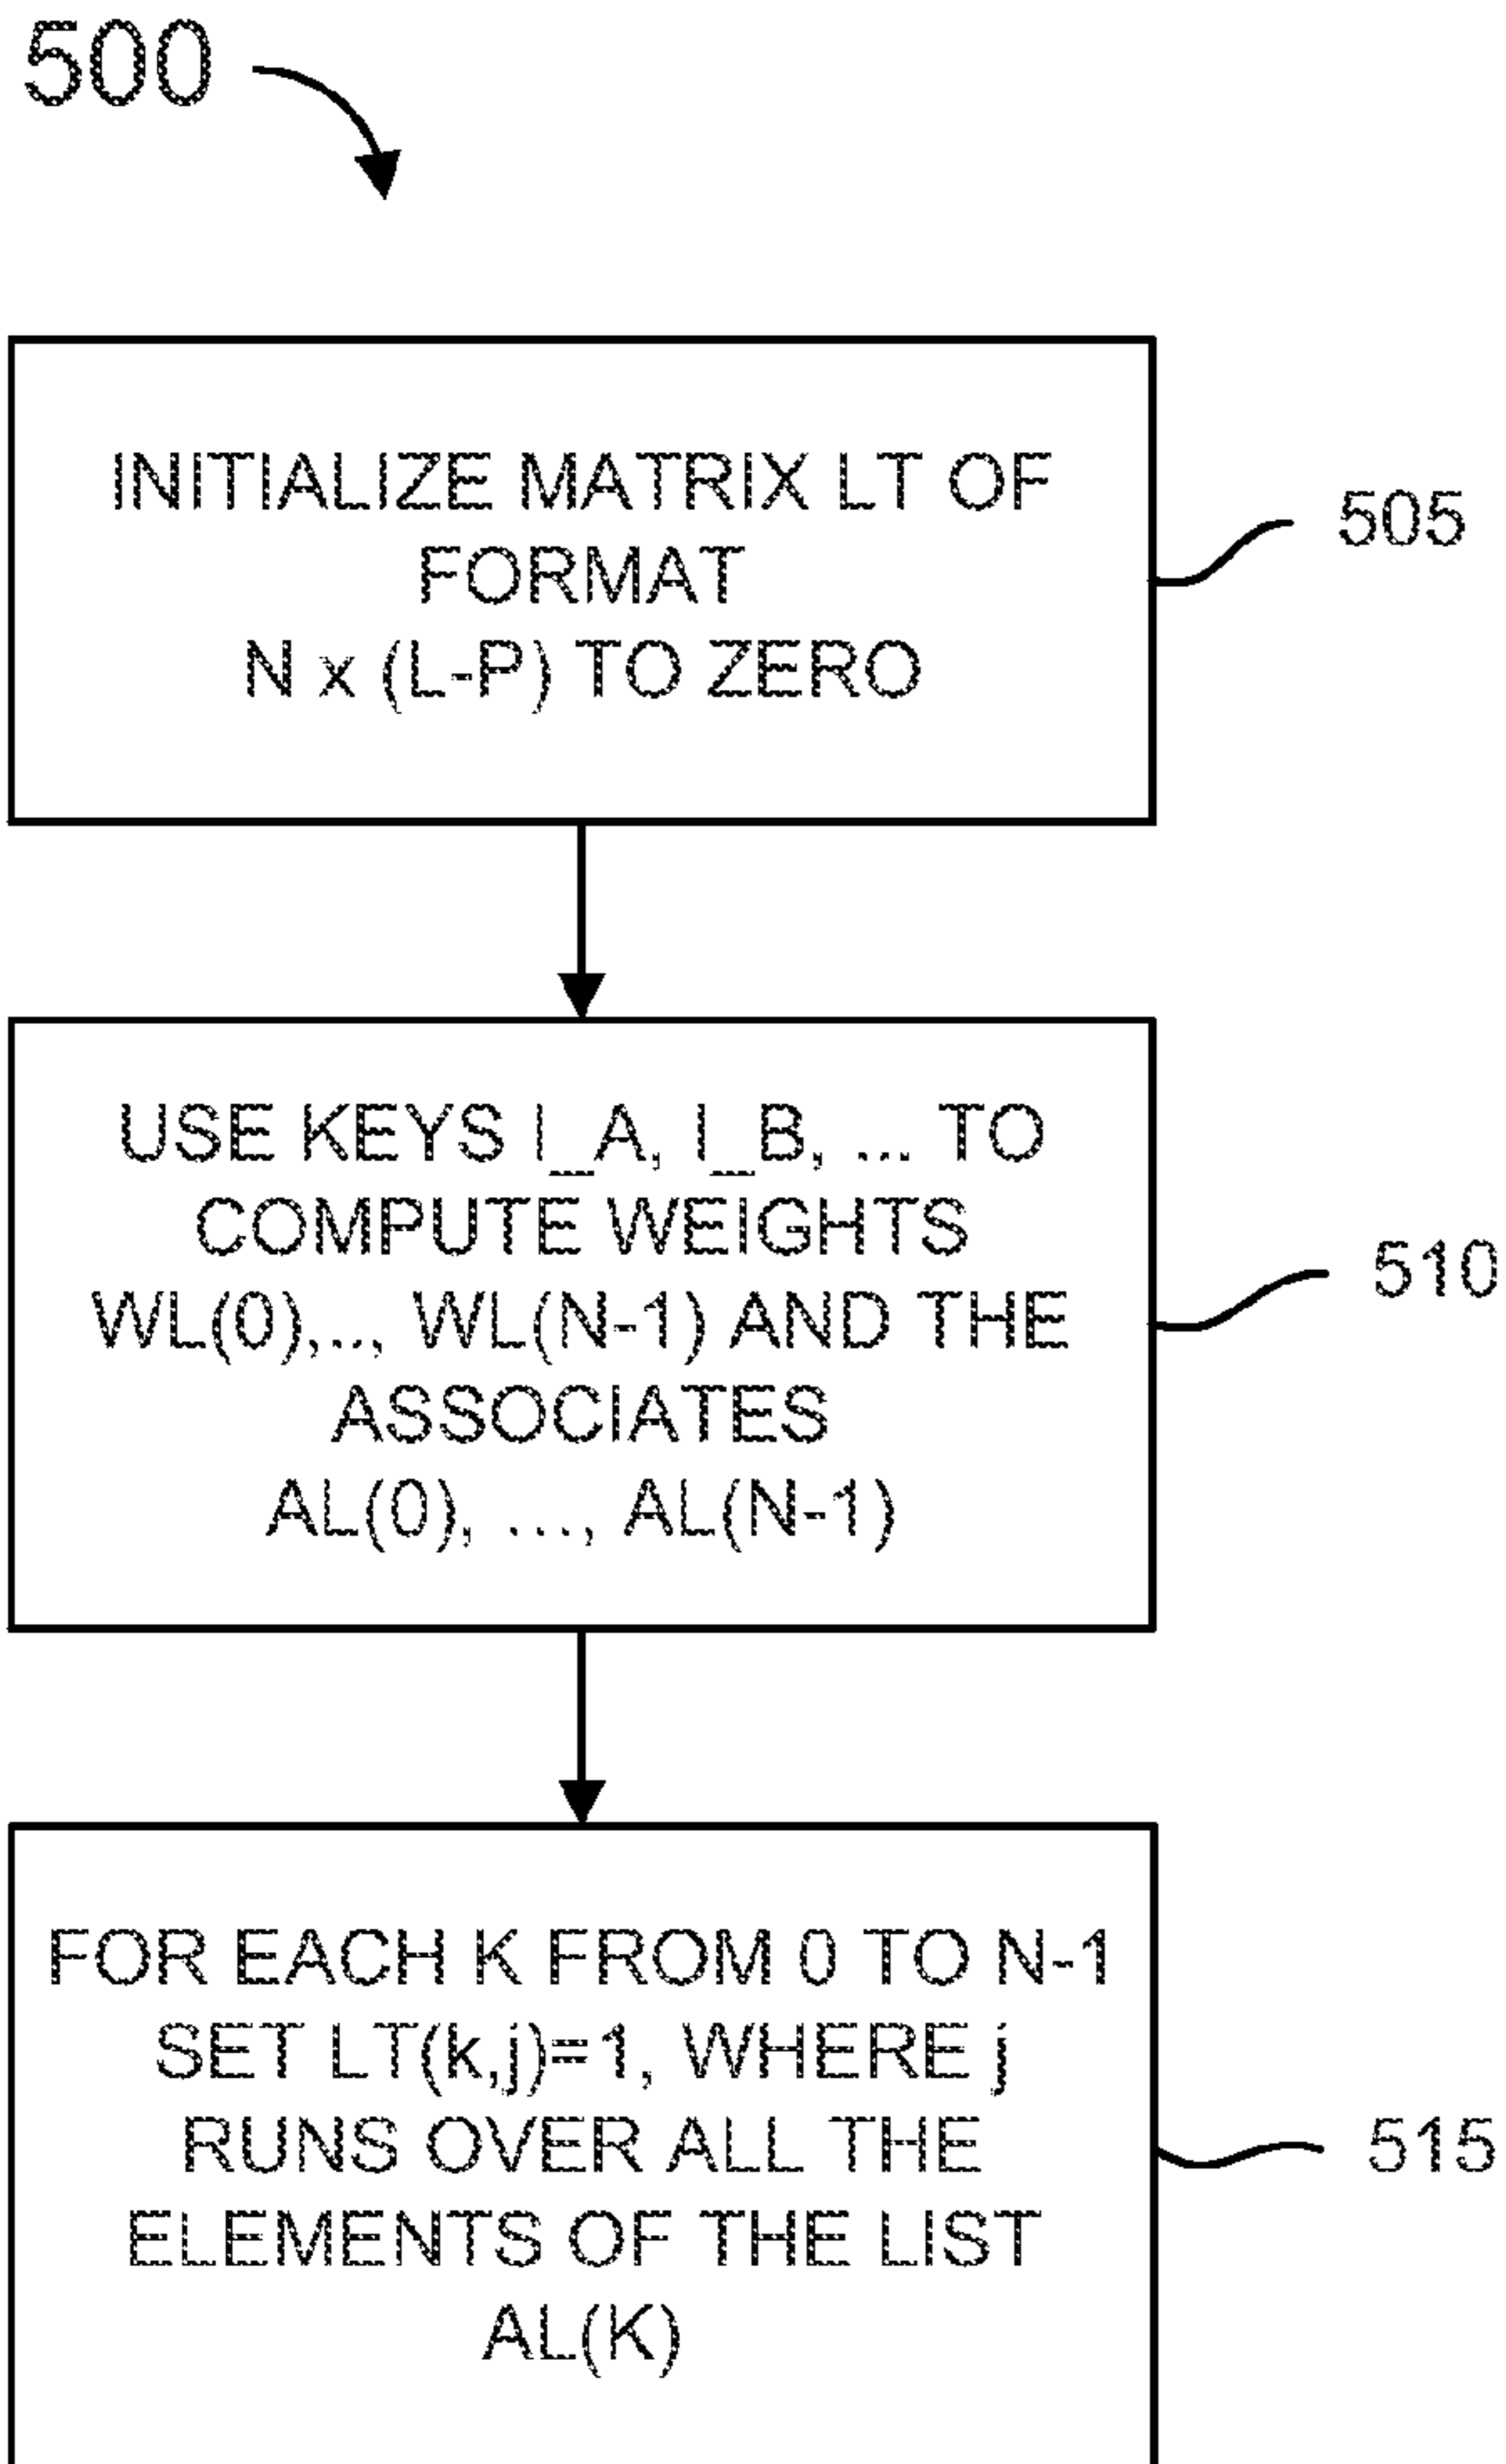 500
INITIALIZE MATRIX LT OF
FORMAT
N x (L-P) TO ZERO
505
USE KEYS I_A, I_B, ... TO
COMPUTE WEIGHTS
WL(0),.., WL(N-1) AND THE
ASSOCIATES
AL(0), ..., AL(N-1)
510
FOR EACH K FROM 0 TO N-1
SET LT(k,j)=1, WHERE j
RUNS OVER ALL THE
ELEMENTS OF THE LIST
AL(K)
515